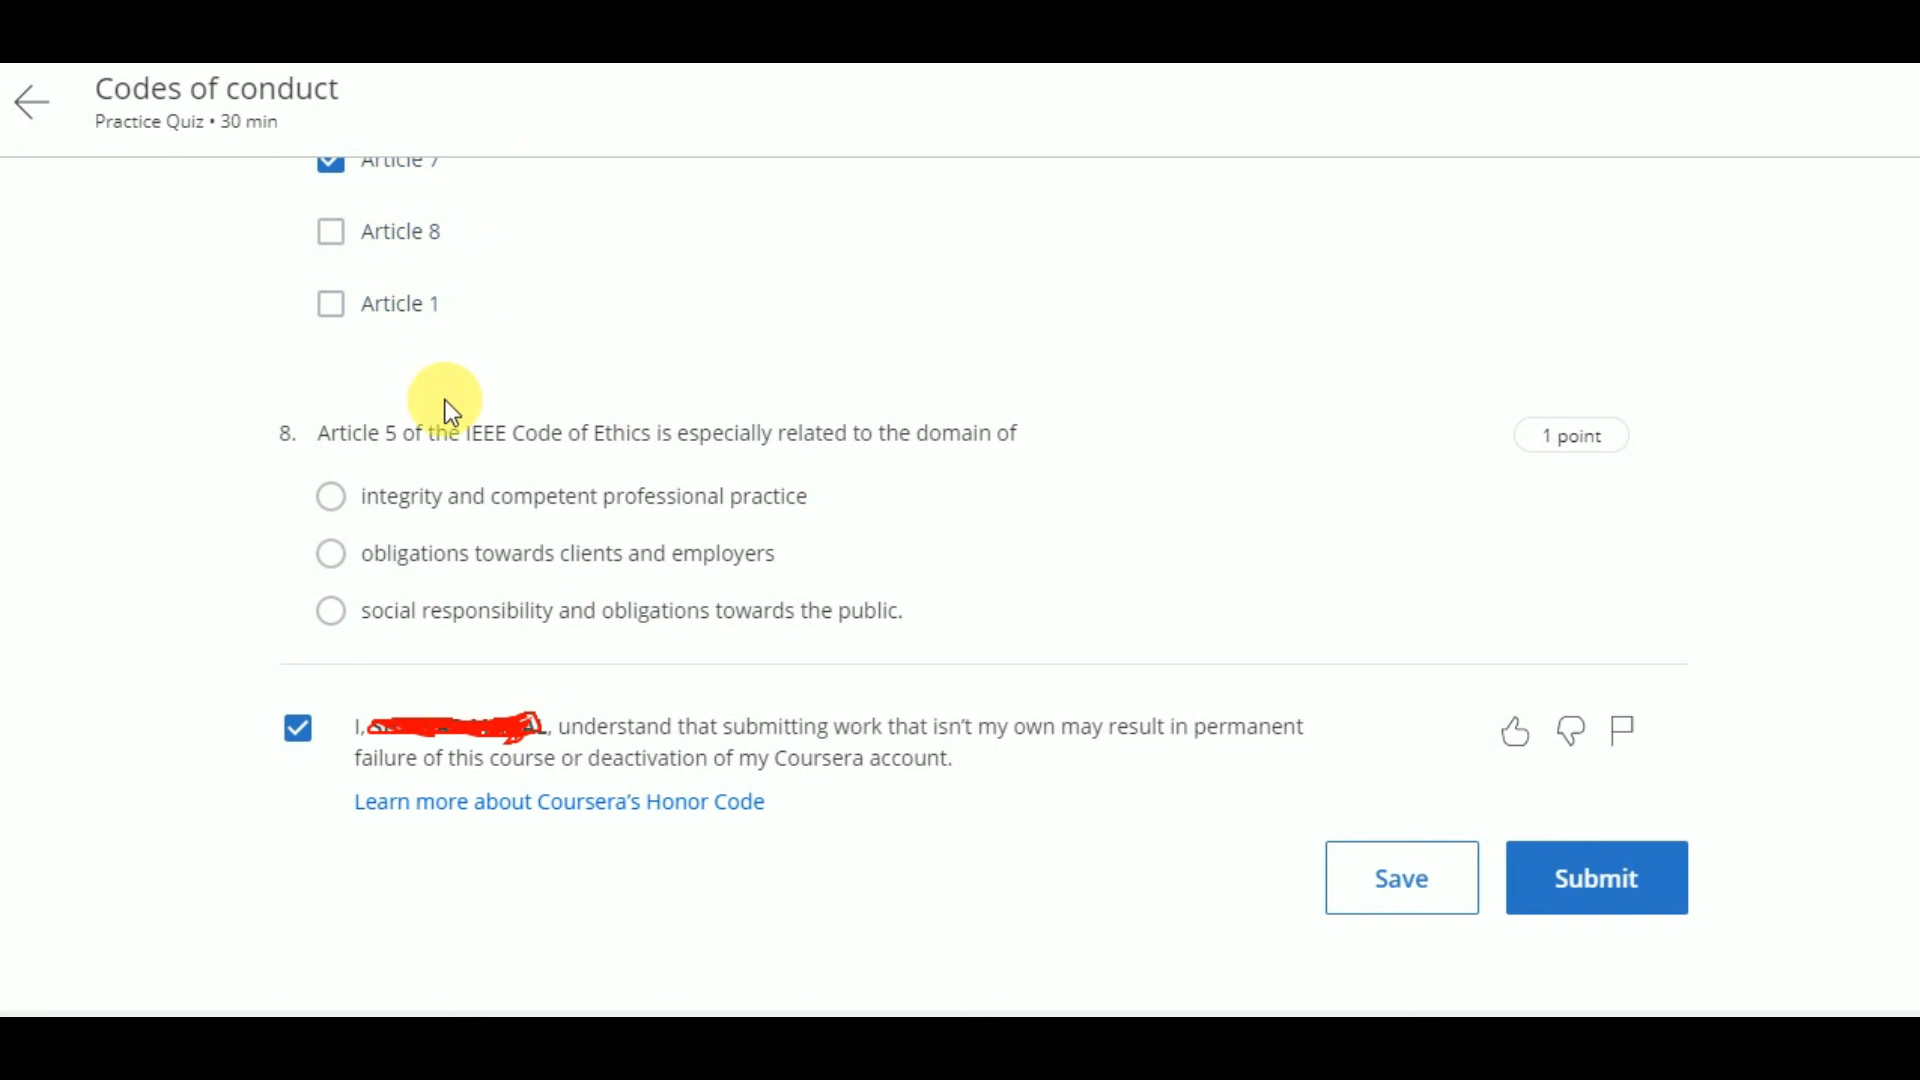 Codes of conduct
Practice Quiz • 30 min
Article 7
Article 8
Article 1
8. Article 5 of the IEEE Code of Ethics is especially related to the domain of
1 point
integrity and competent professional practice
obligations towards clients and employers
social responsibility and obligations towards the public.
I, , understand that submitting work that isn't my own may result in permanent
failure of this course or deactivation of my Coursera account.
Learn more about Coursera's Honor Code
Save
Submit